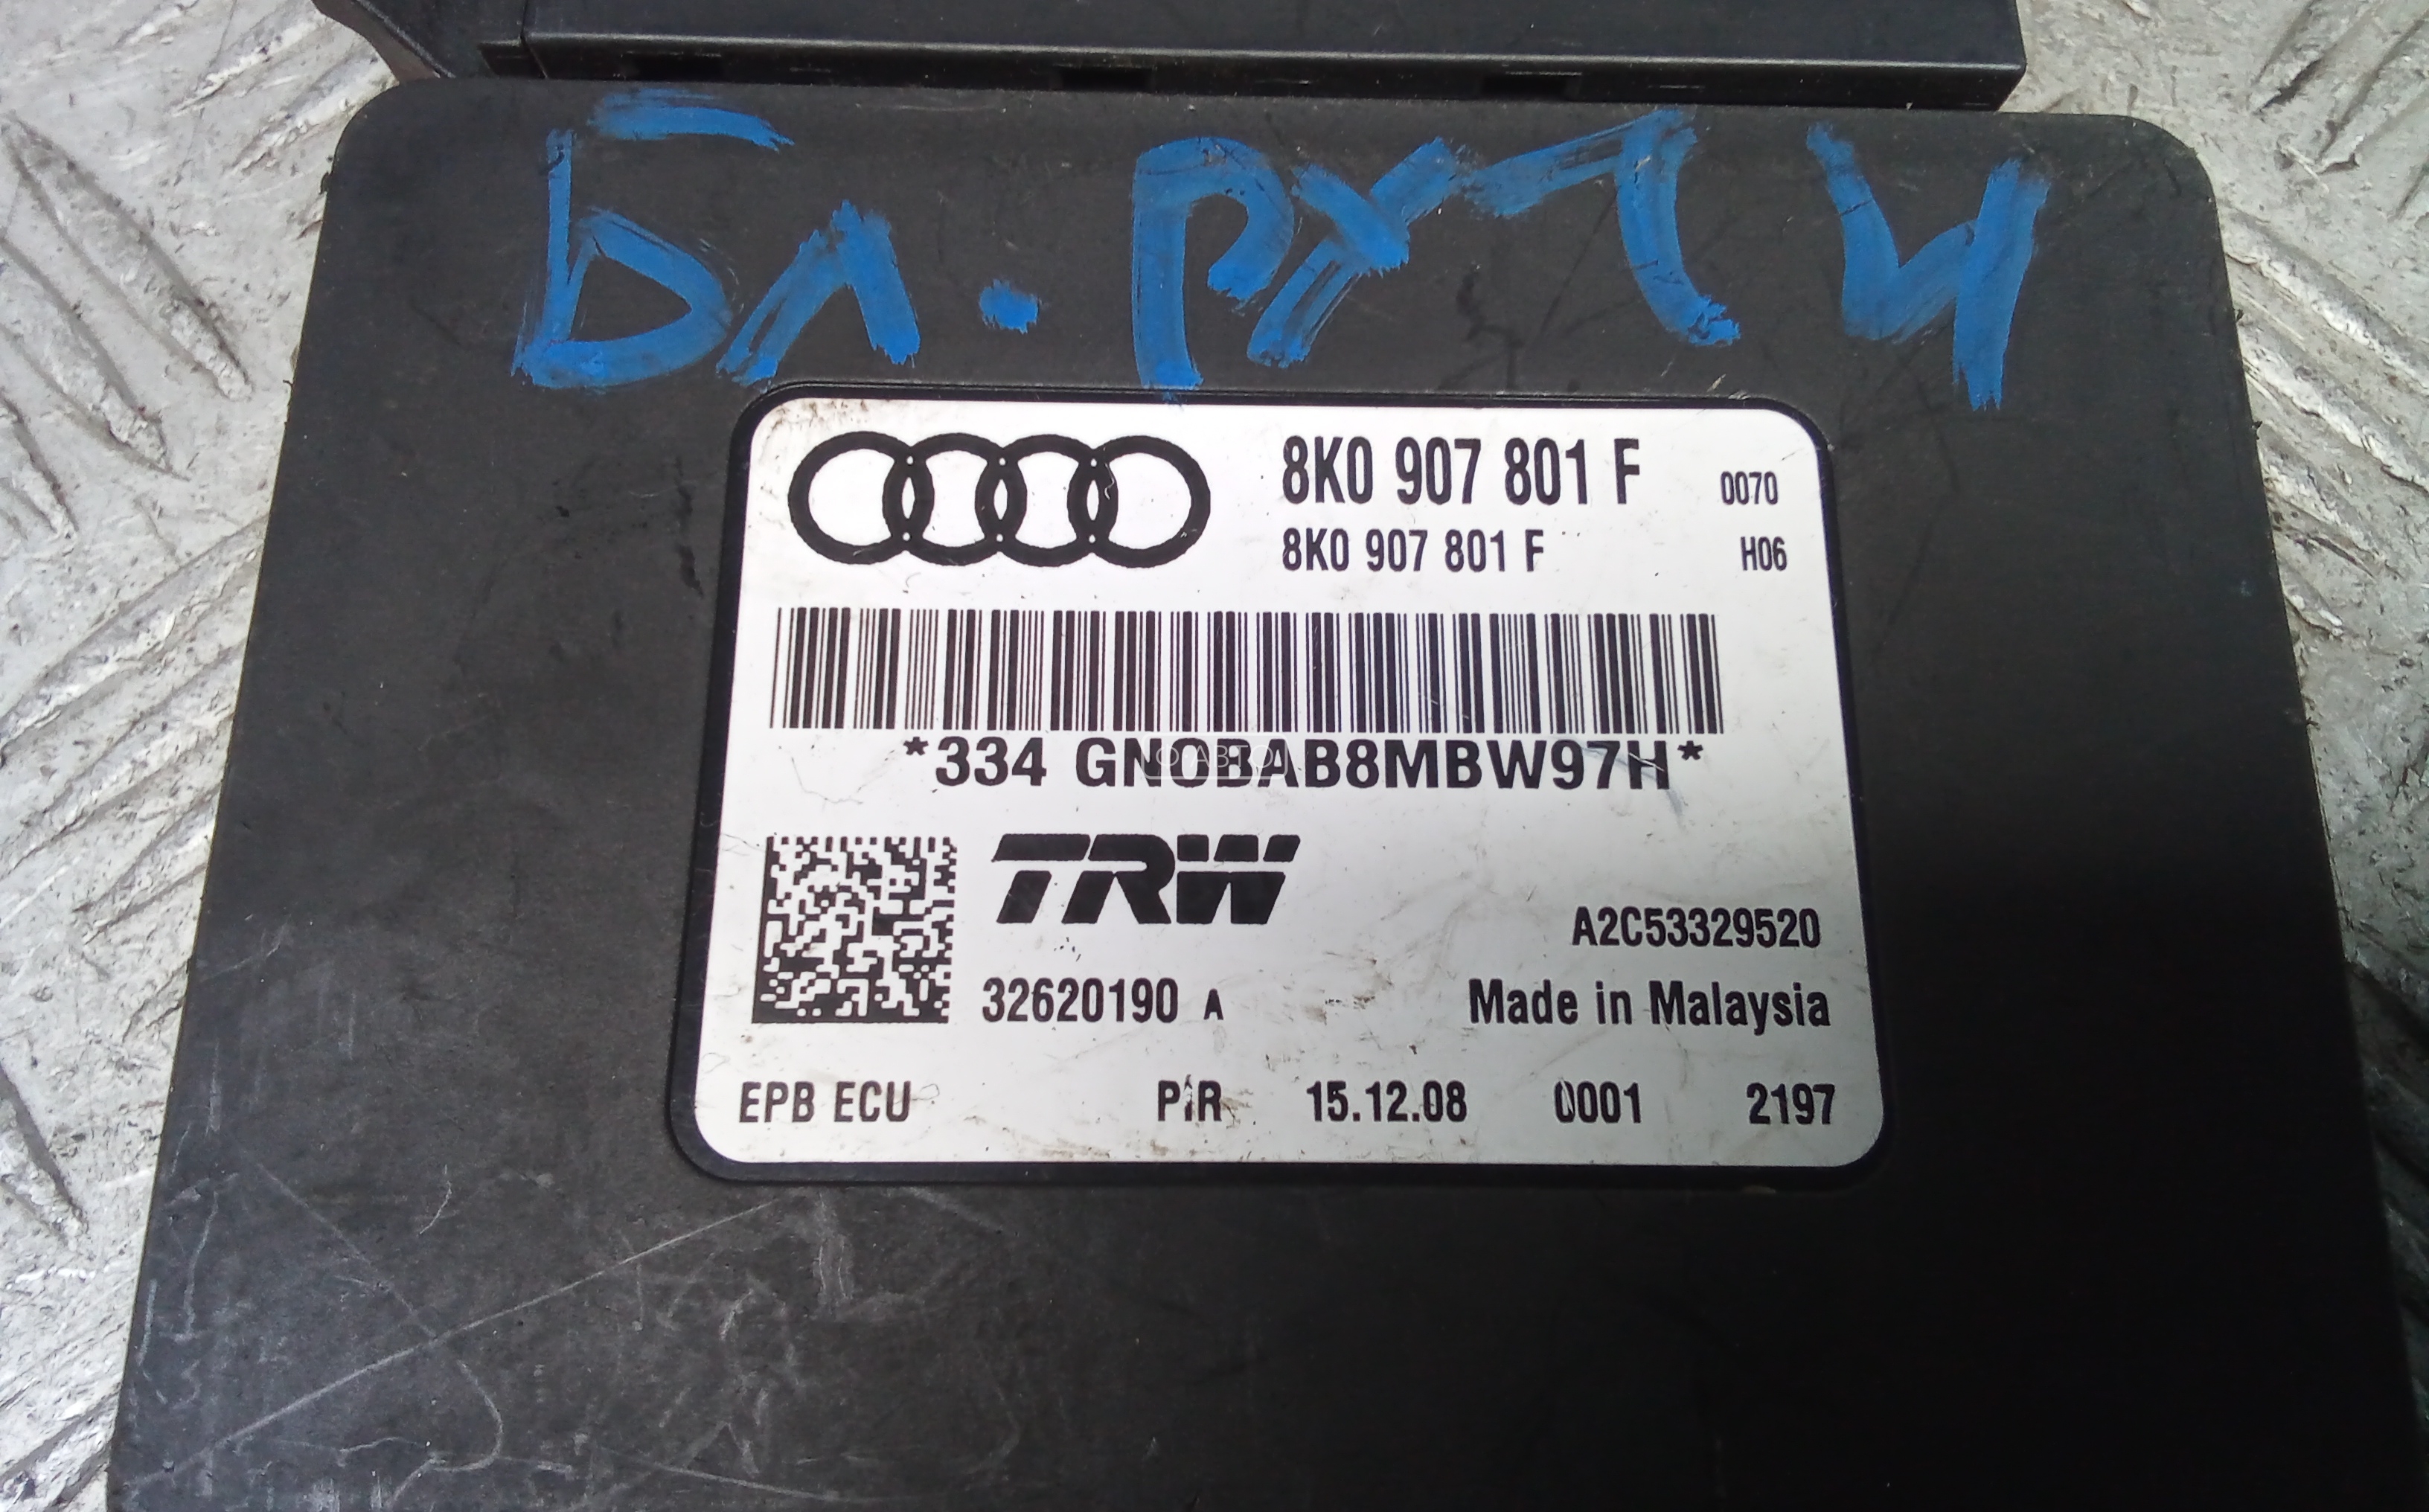 Бл. руч
8K0 907 801 F 0070
8K0 907 801 F H06
*334 GN0BAB8MBW97H*
TRW
A2C53329520
32620190 A Made in Malaysia
EPB ECU PIR 15.12.08 0001 2197